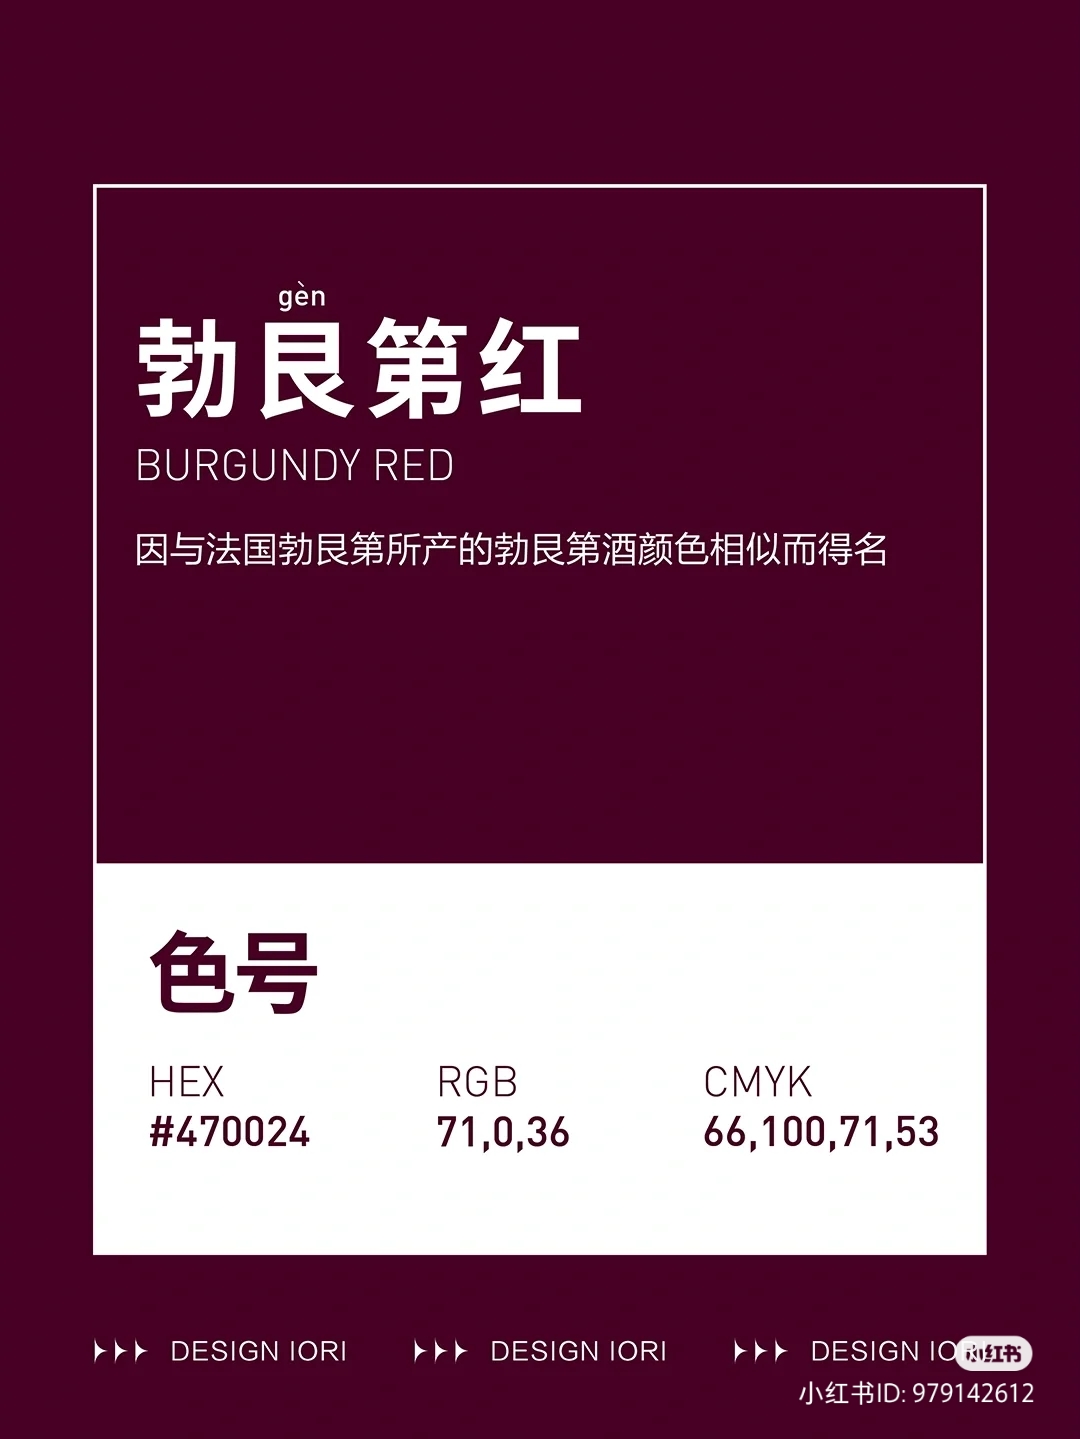 gèn
勃艮第红
BURGUNDY RED
因与法国勃艮第所产的勃艮第酒颜色相似而得名
色号
HEX RGB CMYK
#470024 71,0,36 66,100,71,53
DESIGN IORI DESIGN IORI DESIGN IORI
小红书
小红书ID: 979142612